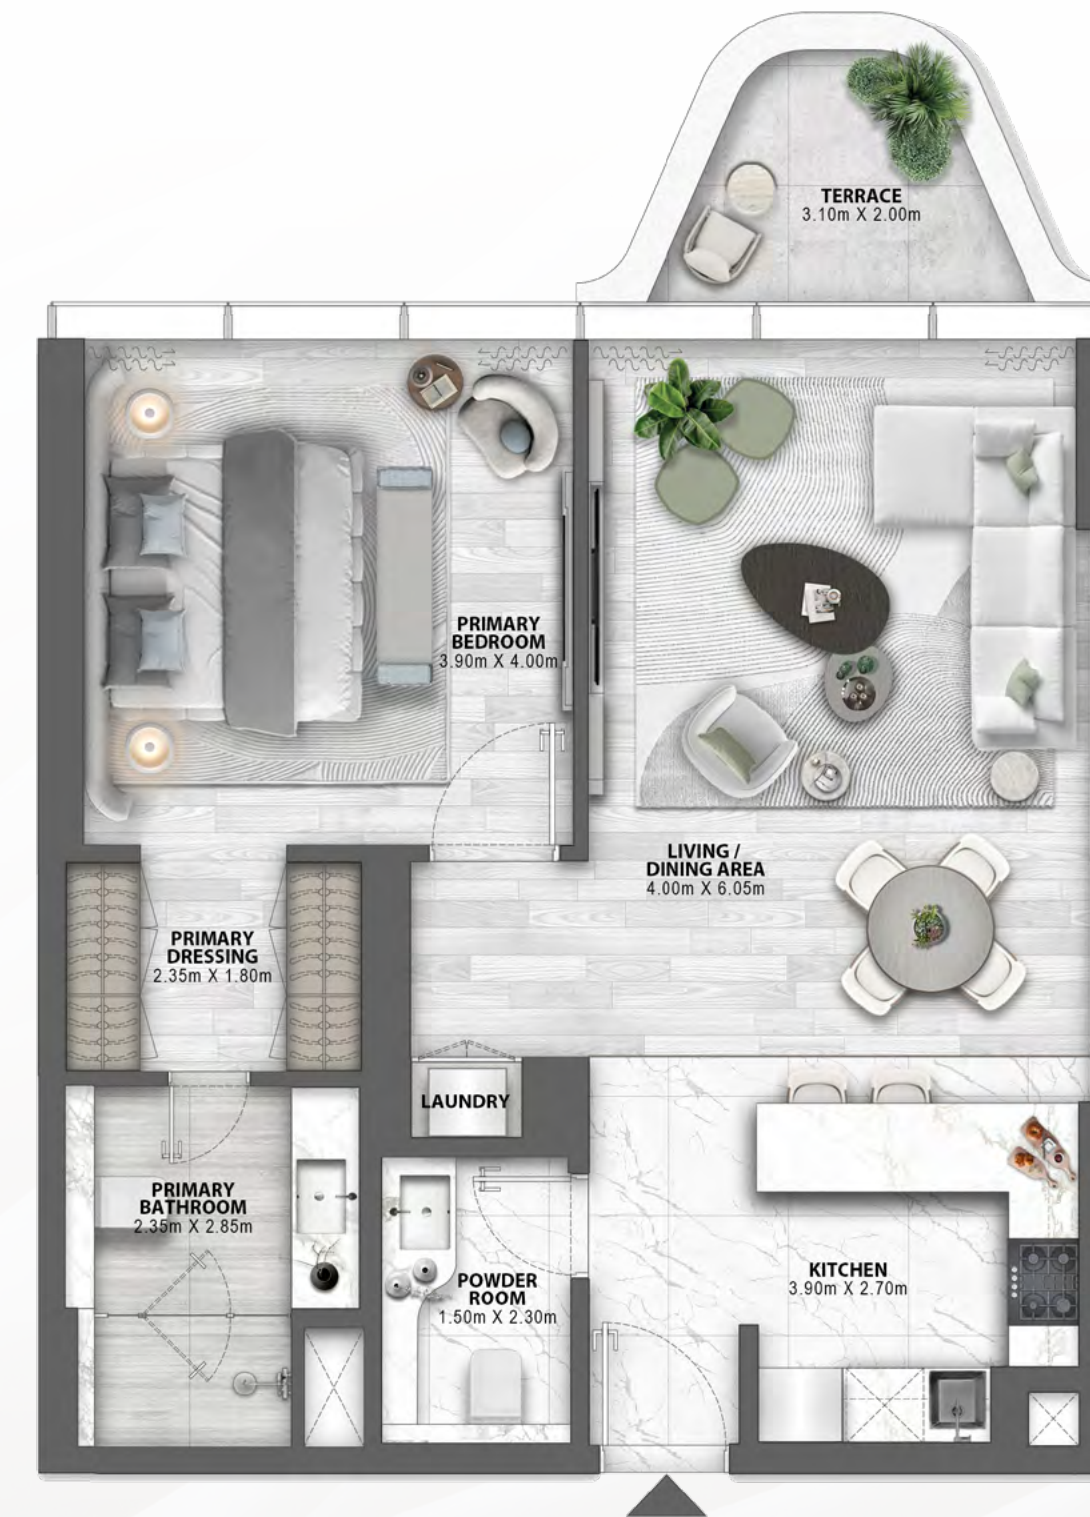 TERRACE
3.10m X 2.00m
PRIMARY
BEDROOM
3.90m X 4.00m
LIVING /
DINING AREA
4.00m X 6.05m
PRIMARY
DRESSING
2.35m X 1.80m
LAUNDRY
PRIMARY
BATHROOM
2.35m X 2.85m
POWDER
ROOM
1.50m X 2.30m
KITCHEN
3.90m X 2.70m